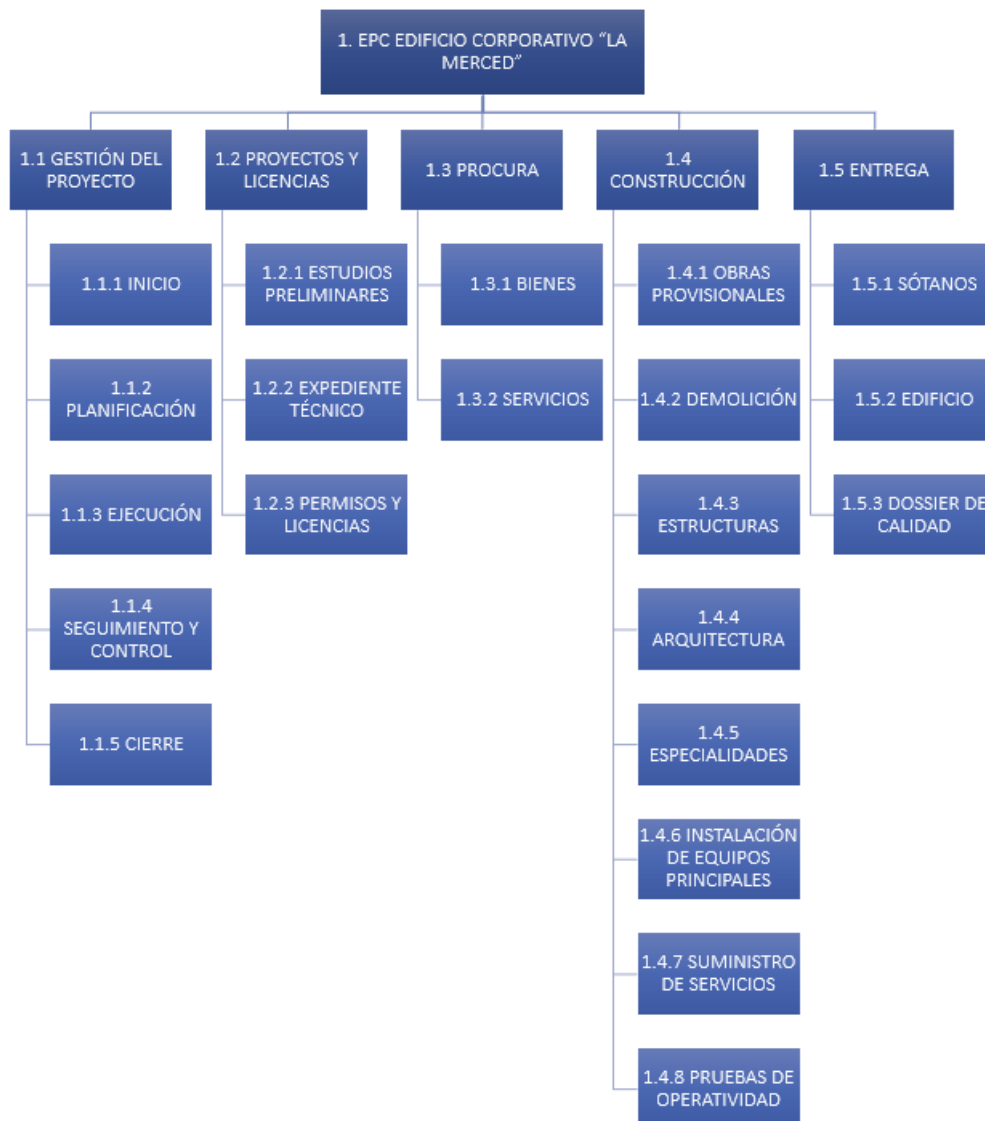 1. EPC EDIFICIO CORPORATIVO “LA
MERCED”
1.1 GESTIÓN DEL
PROYECTO
1.1.1 INICIO
1.1.2
PLANIFICACIÓN
1.1.3 EJECUCIÓN
1.1.4
SEGUIMIENTO Y
CONTROL
1.1.5 CIERRE
1.2 PROYECTOS Y
LICENCIAS
1.2.1 ESTUDIOS
PRELIMINARES
1.2.2 EXPEDIENTE
TÉCNICO
1.2.3 PERMISOS Y
LICENCIAS
1.3 PROCURA
1.3.1 BIENES
1.3.2 SERVICIOS
1.4
CONSTRUCCIÓN
1.4.1 OBRAS
PROVISIONALES
1.4.2 DEMOLICIÓN
1.4.3
ESTRUCTURAS
1.4.4
ARQUITECTURA
1.4.5
ESPECIALIDADES
1.4.6 INSTALACIÓN
DE EQUIPOS
PRINCIPALES
1.4.7 SUMINISTRO
DE SERVICIOS
1.4.8 PRUEBAS DE
OPERATIVIDAD
1.5 ENTREGA
1.5.1 SÓTANOS
1.5.2 EDIFICIO
1.5.3 DOSSIER DE
CALIDAD